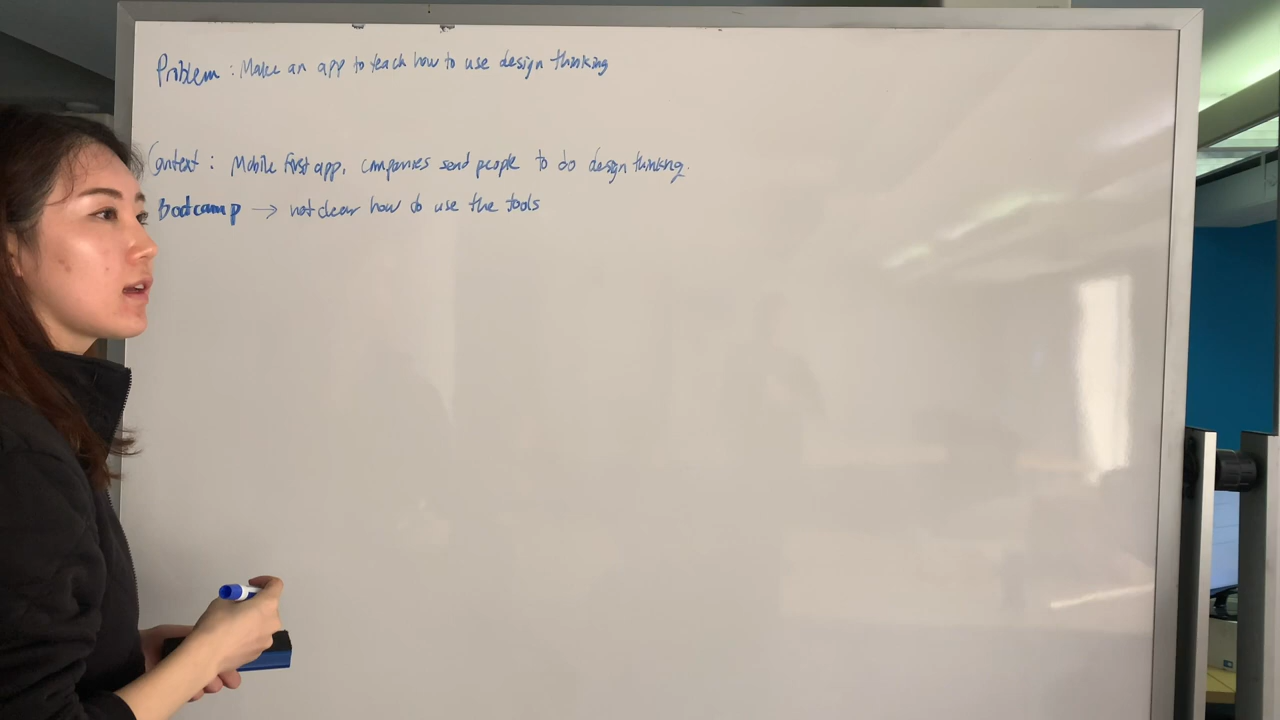 Problem : Make an app to teach how to use design thinking
Context : Mobile first app, companies send people to do design thinking.
Bootcamp → not clear how do use the tools